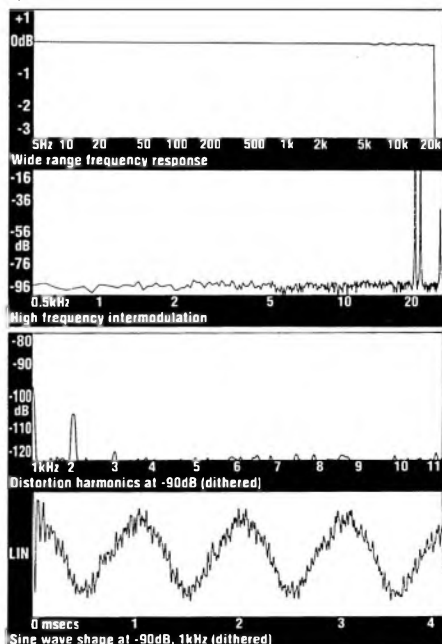 +1
0dB
-1
-2
-3
5Hz 10 20 50 100 200 500 1k 2k 5k 10k 20k
Wide range frequency response
-16
-36
-56
dB
-76
-96
0.5kHz 1 2 5 10 20
High frequency intermodulation
-80
-90
-100
dB
-110
-120
1kHz 2 3 4 5 6 7 8 9 10 11
Distortion harmonics at -90dB (dithered)
LIN
0 msecs 1 2 3 4
Sine wave shape at -90dB, 1kHz (dithered)